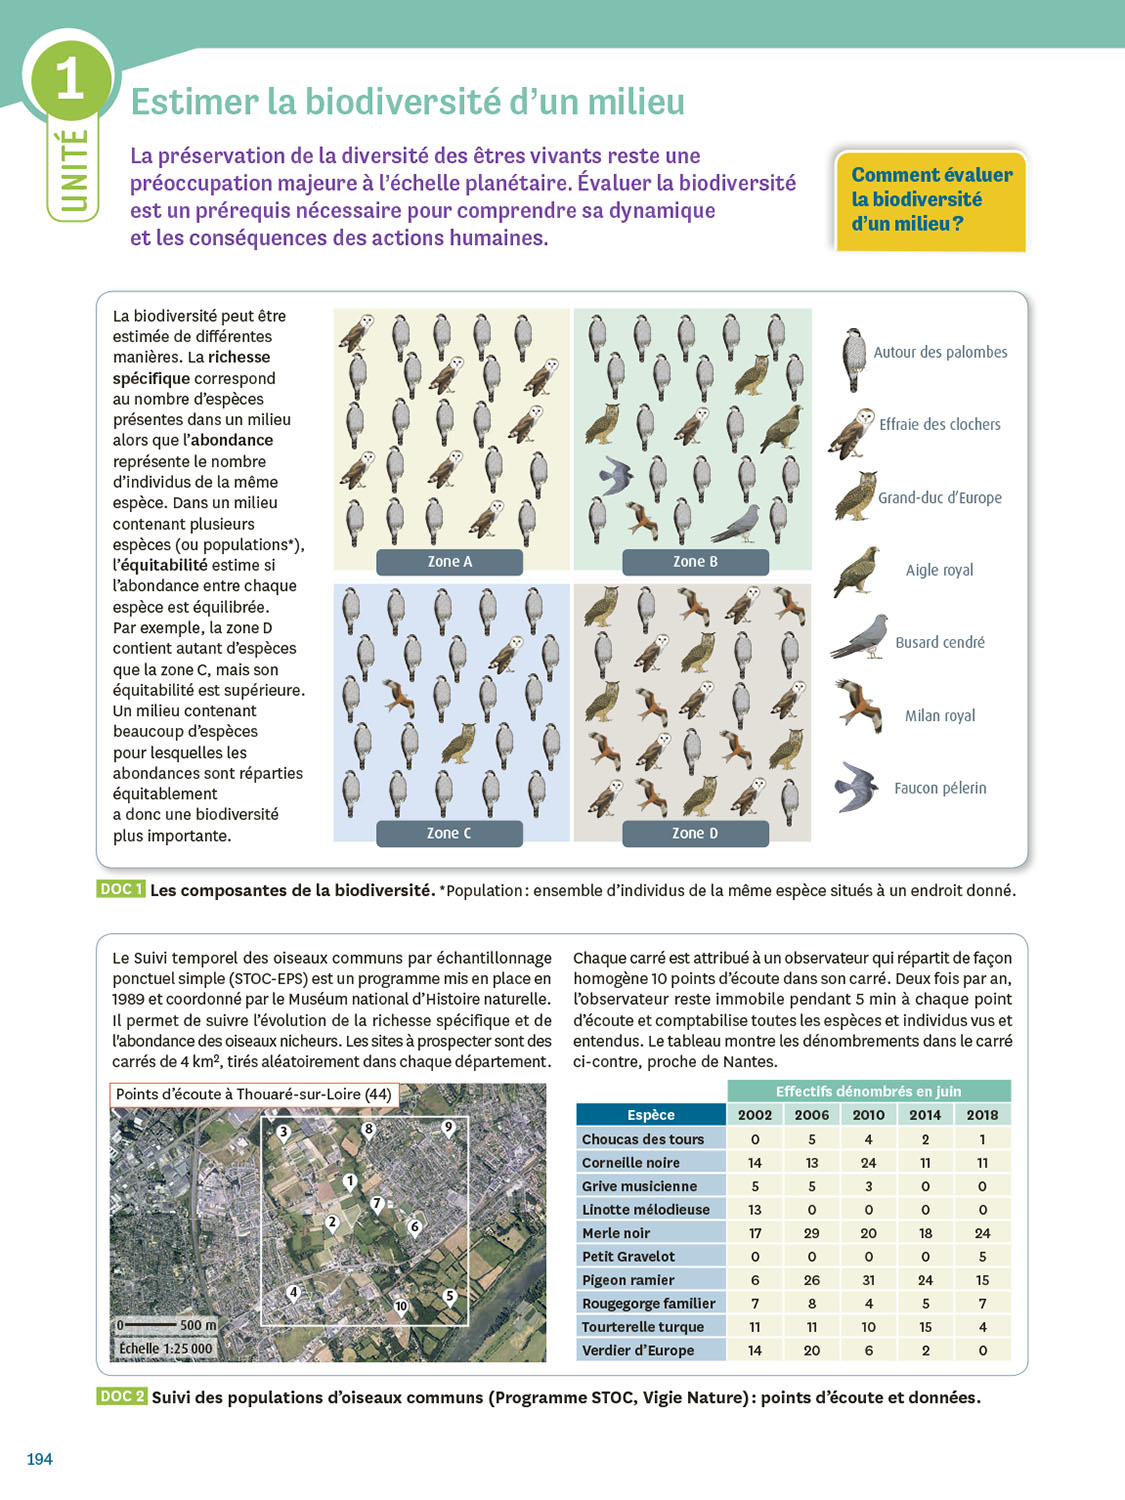 1
UNITÉ
Estimer la biodiversité d’un milieu
La préservation de la diversité des êtres vivants reste une
préoccupation majeure à l’échelle planétaire. Évaluer la biodiversité
est un prérequis nécessaire pour comprendre sa dynamique
et les conséquences des actions humaines.
Comment évaluer
la biodiversité
d’un milieu ?
La biodiversité peut être
estimée de différentes
manières. La richesse
spécifique correspond
au nombre d’espèces
présentes dans un milieu
alors que l’abondance
représente le nombre
d’individus de la même
espèce. Dans un milieu
contenant plusieurs
espèces (ou populations*),
l’équitabilité estime si
l’abondance entre chaque
espèce est équilibrée.
Par exemple, la zone D
contient autant d’espèces
que la zone C, mais son
équitabilité est supérieure.
Un milieu contenant
beaucoup d’espèces
pour lesquelles les
abondances sont réparties
équitablement
a donc une biodiversité
plus importante.
Zone A
Zone B
Zone C
Zone D
Autour des palombes
Effraie des clochers
Grand-duc d’Europe
Aigle royal
Busard cendré
Milan royal
Faucon pélerin
DOC 1 Les composantes de la biodiversité. *Population : ensemble d’individus de la même espèce situés à un endroit donné.
Le Suivi temporel des oiseaux communs par échantillonnage
ponctuel simple (STOC-EPS) est un programme mis en place en
1989 et coordonné par le Muséum national d’Histoire naturelle.
Il permet de suivre l’évolution de la richesse spécifique et de
l'abondance des oiseaux nicheurs. Les sites à prospecter sont des
carrés de 4 km², tirés aléatoirement dans chaque département.
Chaque carré est attribué à un observateur qui répartit de façon
homogène 10 points d’écoute dans son carré. Deux fois par an,
l’observateur reste immobile pendant 5 min à chaque point
d’écoute et comptabilise toutes les espèces et individus vus et
entendus. Le tableau montre les dénombrements dans le carré
ci-contre, proche de Nantes.
Points d’écoute à Thouaré-sur-Loire (44)
3
8
9
1
7
2
6
4
10
5
0 500 m
Échelle 1:25 000
Effectifs dénombrés en juin
Espèce 2002 2006 2010 2014 2018
Choucas des tours 0 5 4 2 1
Corneille noire 14 13 24 11 11
Grive musicienne 5 5 3 0 0
Linotte mélodieuse 13 0 0 0 0
Merle noir 17 29 20 18 24
Petit Gravelot 0 0 0 0 5
Pigeon ramier 6 26 31 24 15
Rougegorge familier 7 8 4 5 7
Tourterelle turque 11 11 10 15 4
Verdier d’Europe 14 20 6 2 0
DOC 2 Suivi des populations d’oiseaux communs (Programme STOC, Vigie Nature) : points d’écoute et données.
194